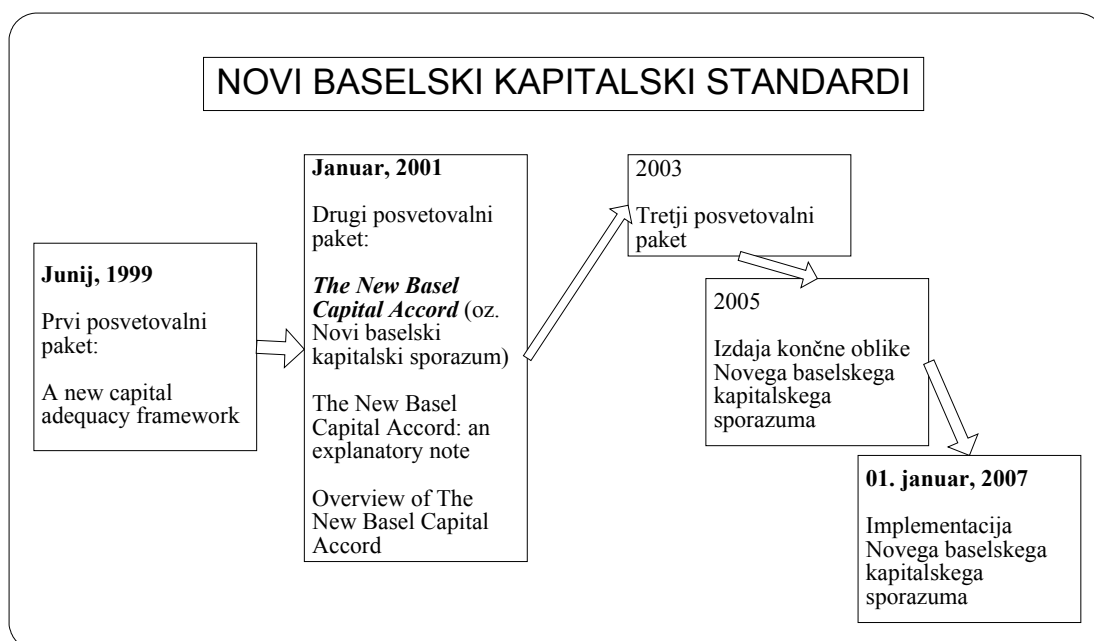 NOVI BASELSKI KAPITALSKI STANDARDI
Junij, 1999
Prvi posvetovalni
paket:
A new capital
adequacy framework
Januar, 2001
Drugi posvetovalni
paket:
The New Basel
Capital Accord (oz.
Novi baselski
kapitalski sporazum)
The New Basel
Capital Accord: an
explanatory note
Overview of The
New Basel Capital
Accord
2003
Tretji posvetovalni
paket
2005
Izdaja končne oblike
Novega baselskega
kapitalskega
sporazuma
01. januar, 2007
Implementacija
Novega baselskega
kapitalskega
sporazuma